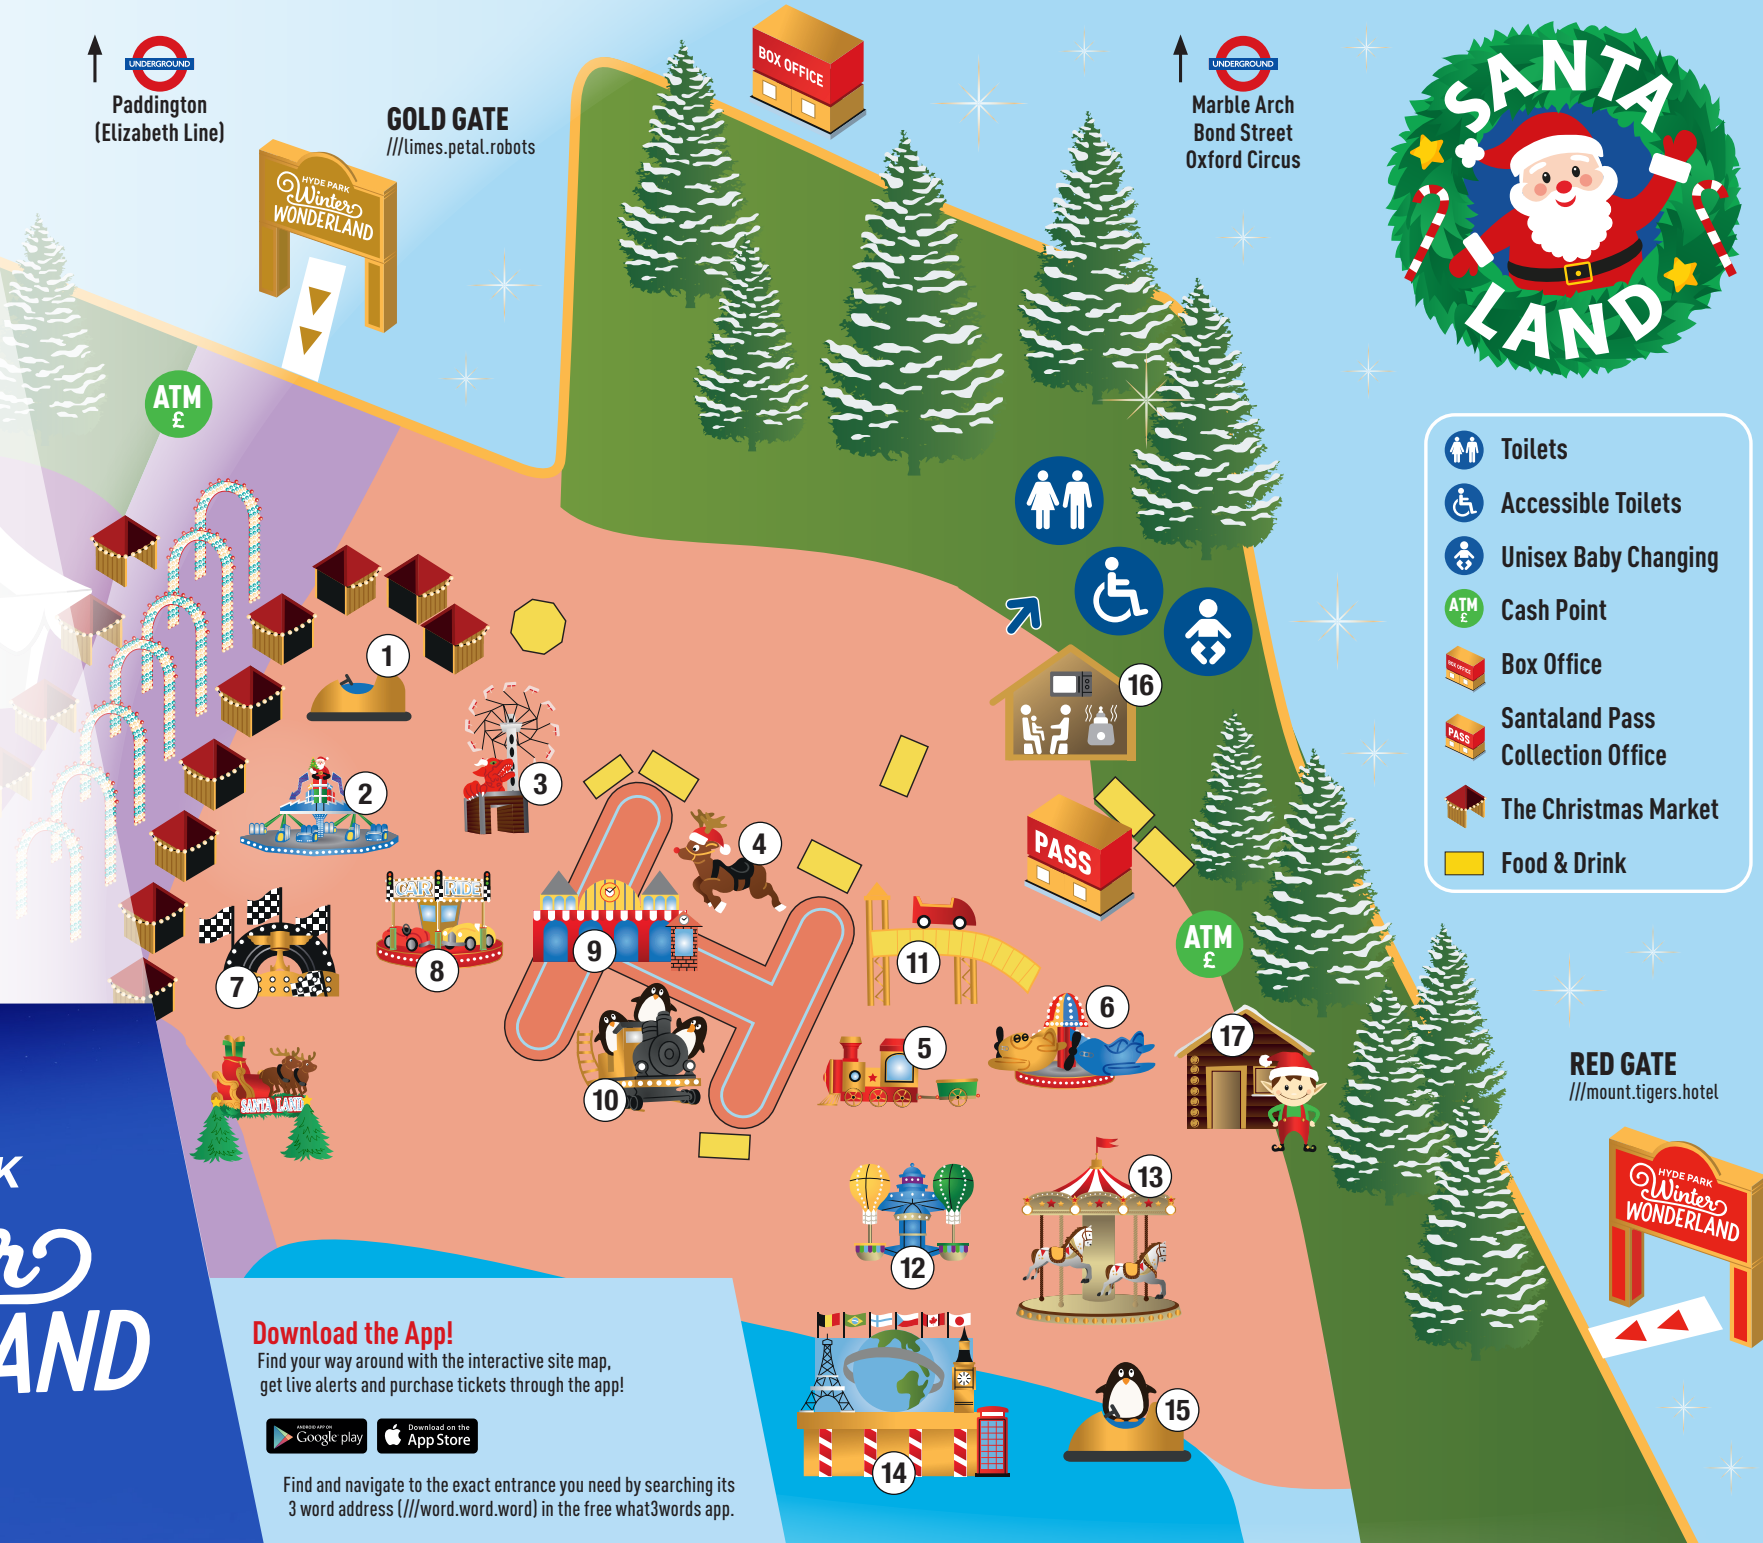 UNDERGROUND
Paddington
(Elizabeth Line)
GOLD GATE
///limes.petal.robots
HYDE PARK
Winter
WONDERLAND
BOX OFFICE
UNDERGROUND
Marble Arch
Bond Street
Oxford Circus
SANTA
LAND
ATM
£
Toilets
Accessible Toilets
Unisex Baby Changing
ATM
£
Cash Point
BOX OFFICE
Box Office
PASS
Santaland Pass
Collection Office
The Christmas Market
Food & Drink
1
2
3
4
16
PASS
CAR RIDE
7
8
9
10
11
ATM
£
5
6
17
SANTA LAND
RED GATE
///mount.tigers.hotel
HYDE PARK
Winter
WONDERLAND
12
13
14
15
K
r
AND
Download the App!
Find your way around with the interactive site map,
get live alerts and purchase tickets through the app!
ANDROID APP ON
Google play
Download on the
App Store
Find and navigate to the exact entrance you need by searching its
3 word address (///word.word.word) in the free what3words app.